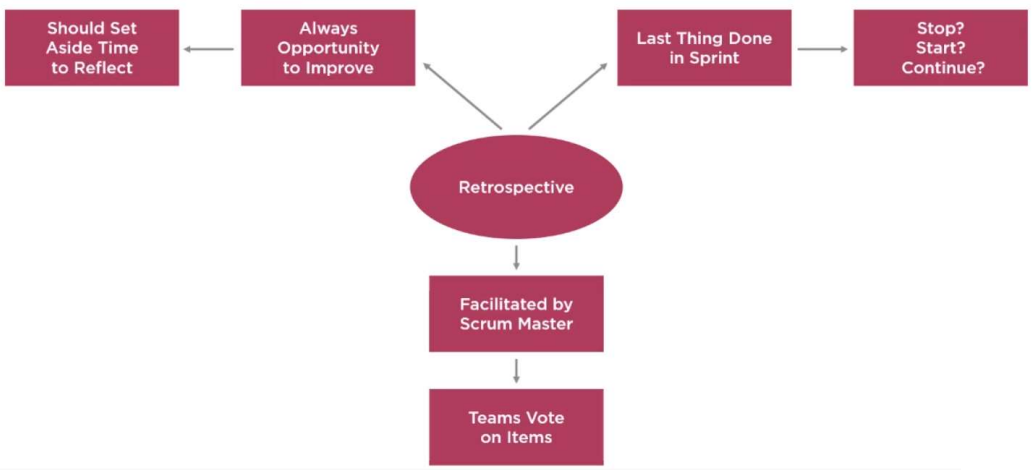 Should Set
Aside Time
to Reflect
Always
Opportunity
to Improve
Last Thing Done
in Sprint
Stop?
Start?
Continue?
Retrospective
Facilitated by
Scrum Master
Teams Vote
on Items